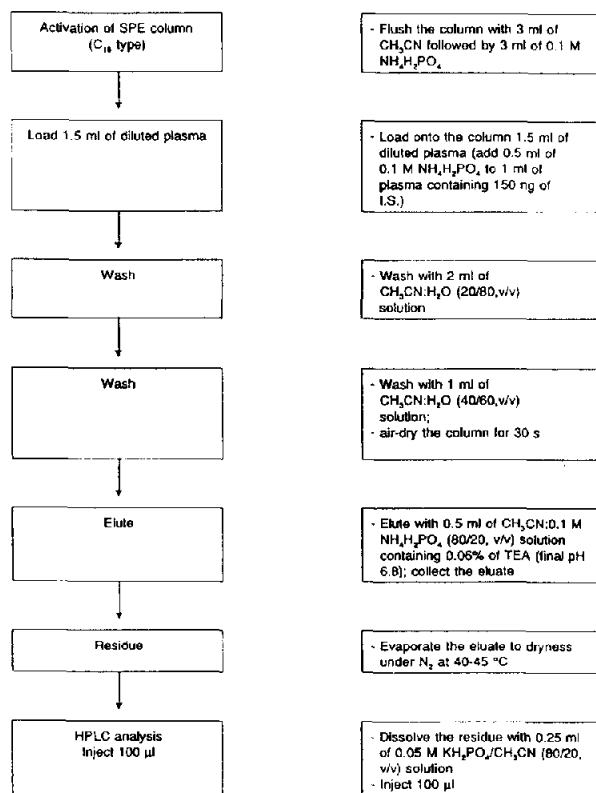 Activation of SPE column
(C₁₈ type)
- Flush the column with 3 ml of
CH₃CN followed by 3 ml of 0.1 M
NH₄H₂PO₄
Load 1.5 ml of diluted plasma
- Load onto the column 1.5 ml of
diluted plasma (add 0.5 ml of
0.1 M NH₄H₂PO₄ to 1 ml of
plasma containing 150 ng of
I.S.)
Wash
- Wash with 2 ml of
CH₃CN:H₂O (20/80,v/v)
solution
Wash
- Wash with 1 ml of
CH₃CN:H₂O (40/60,v/v)
solution;
- air-dry the column for 30 s
Elute
- Elute with 0.5 ml of CH₃CN:0.1 M
NH₄H₂PO₄ (80/20, v/v) solution
containing 0.06% of TEA (final pH
6.8); collect the eluate
Residue
- Evaporate the eluate to dryness
under N₂ at 40-45 °C
HPLC analysis
Inject 100 µl
- Dissolve the residue with 0.25 ml
of 0.05 M KH₂PO₄/CH₃CN (80/20,
v/v) solution
- Inject 100 µl